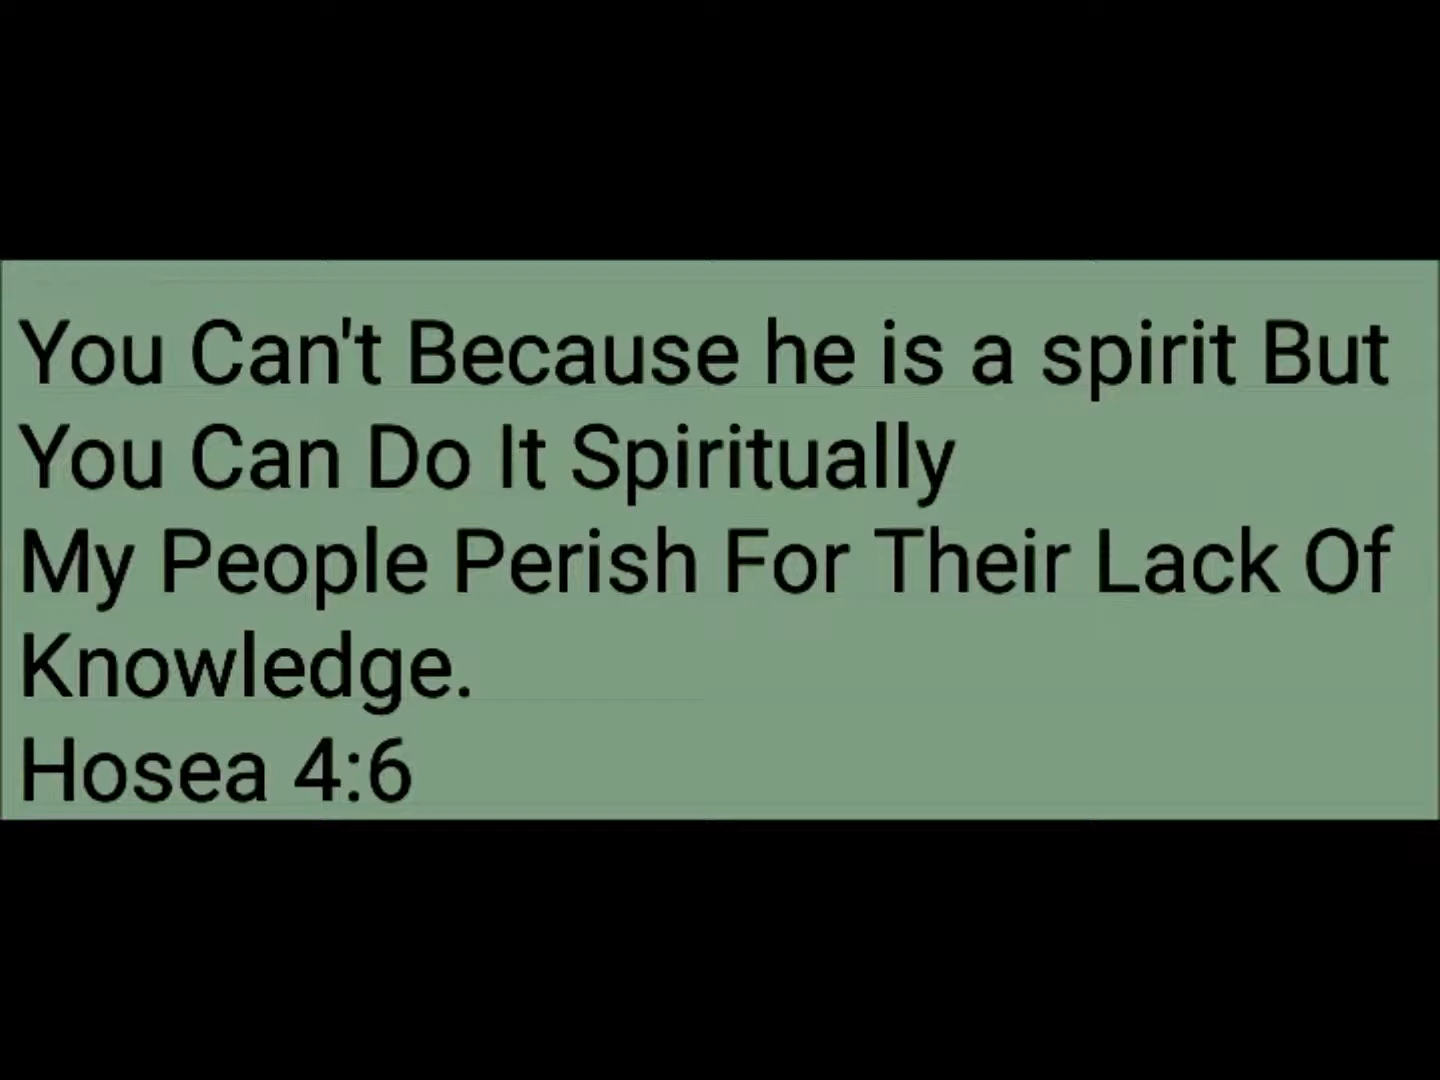 You Can't Because he is a spirit But
You Can Do It Spiritually
My People Perish For Their Lack Of
Knowledge.
Hosea 4:6